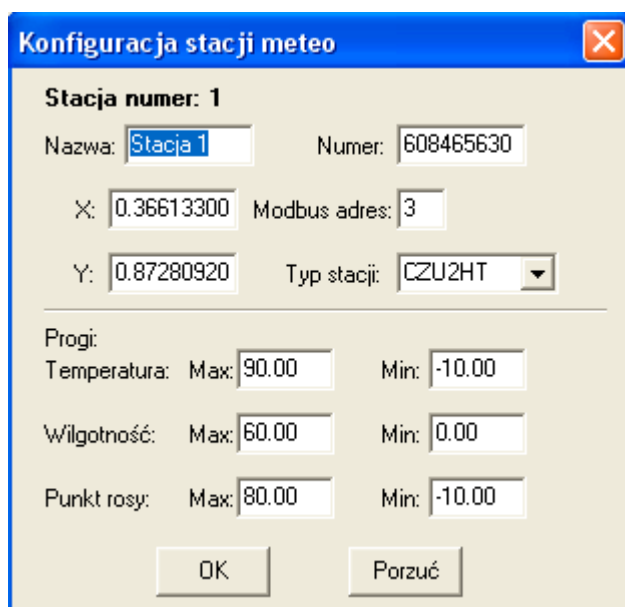 Konfiguracja stacji meteo
Stacja numer: 1
Nazwa: Stacja 1 Numer: 608465630
X: 0.36613300 Modbus adres: 3
Y: 0.87280920 Typ stacji: CZU2HT
Progi:
Temperatura: Max: 90.00 Min: -10.00
Wilgotność: Max: 60.00 Min: 0.00
Punkt rosy: Max: 80.00 Min: -10.00
OK Porzuć